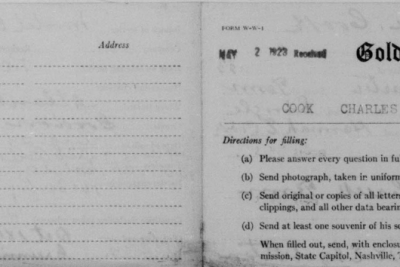 Address
FORM W-W-1
MAY 2 1923 Received
Gold
COOK CHARLES
Directions for filling:
(a) Please answer every question in fu
(b) Send photograph, taken in uniform
(c) Send original or copies of all letter
clippings, and all other data bearin
(d) Send at least one souvenir of his se
When filled out, send, with enclosu
mission, State Capitol, Nashville, T